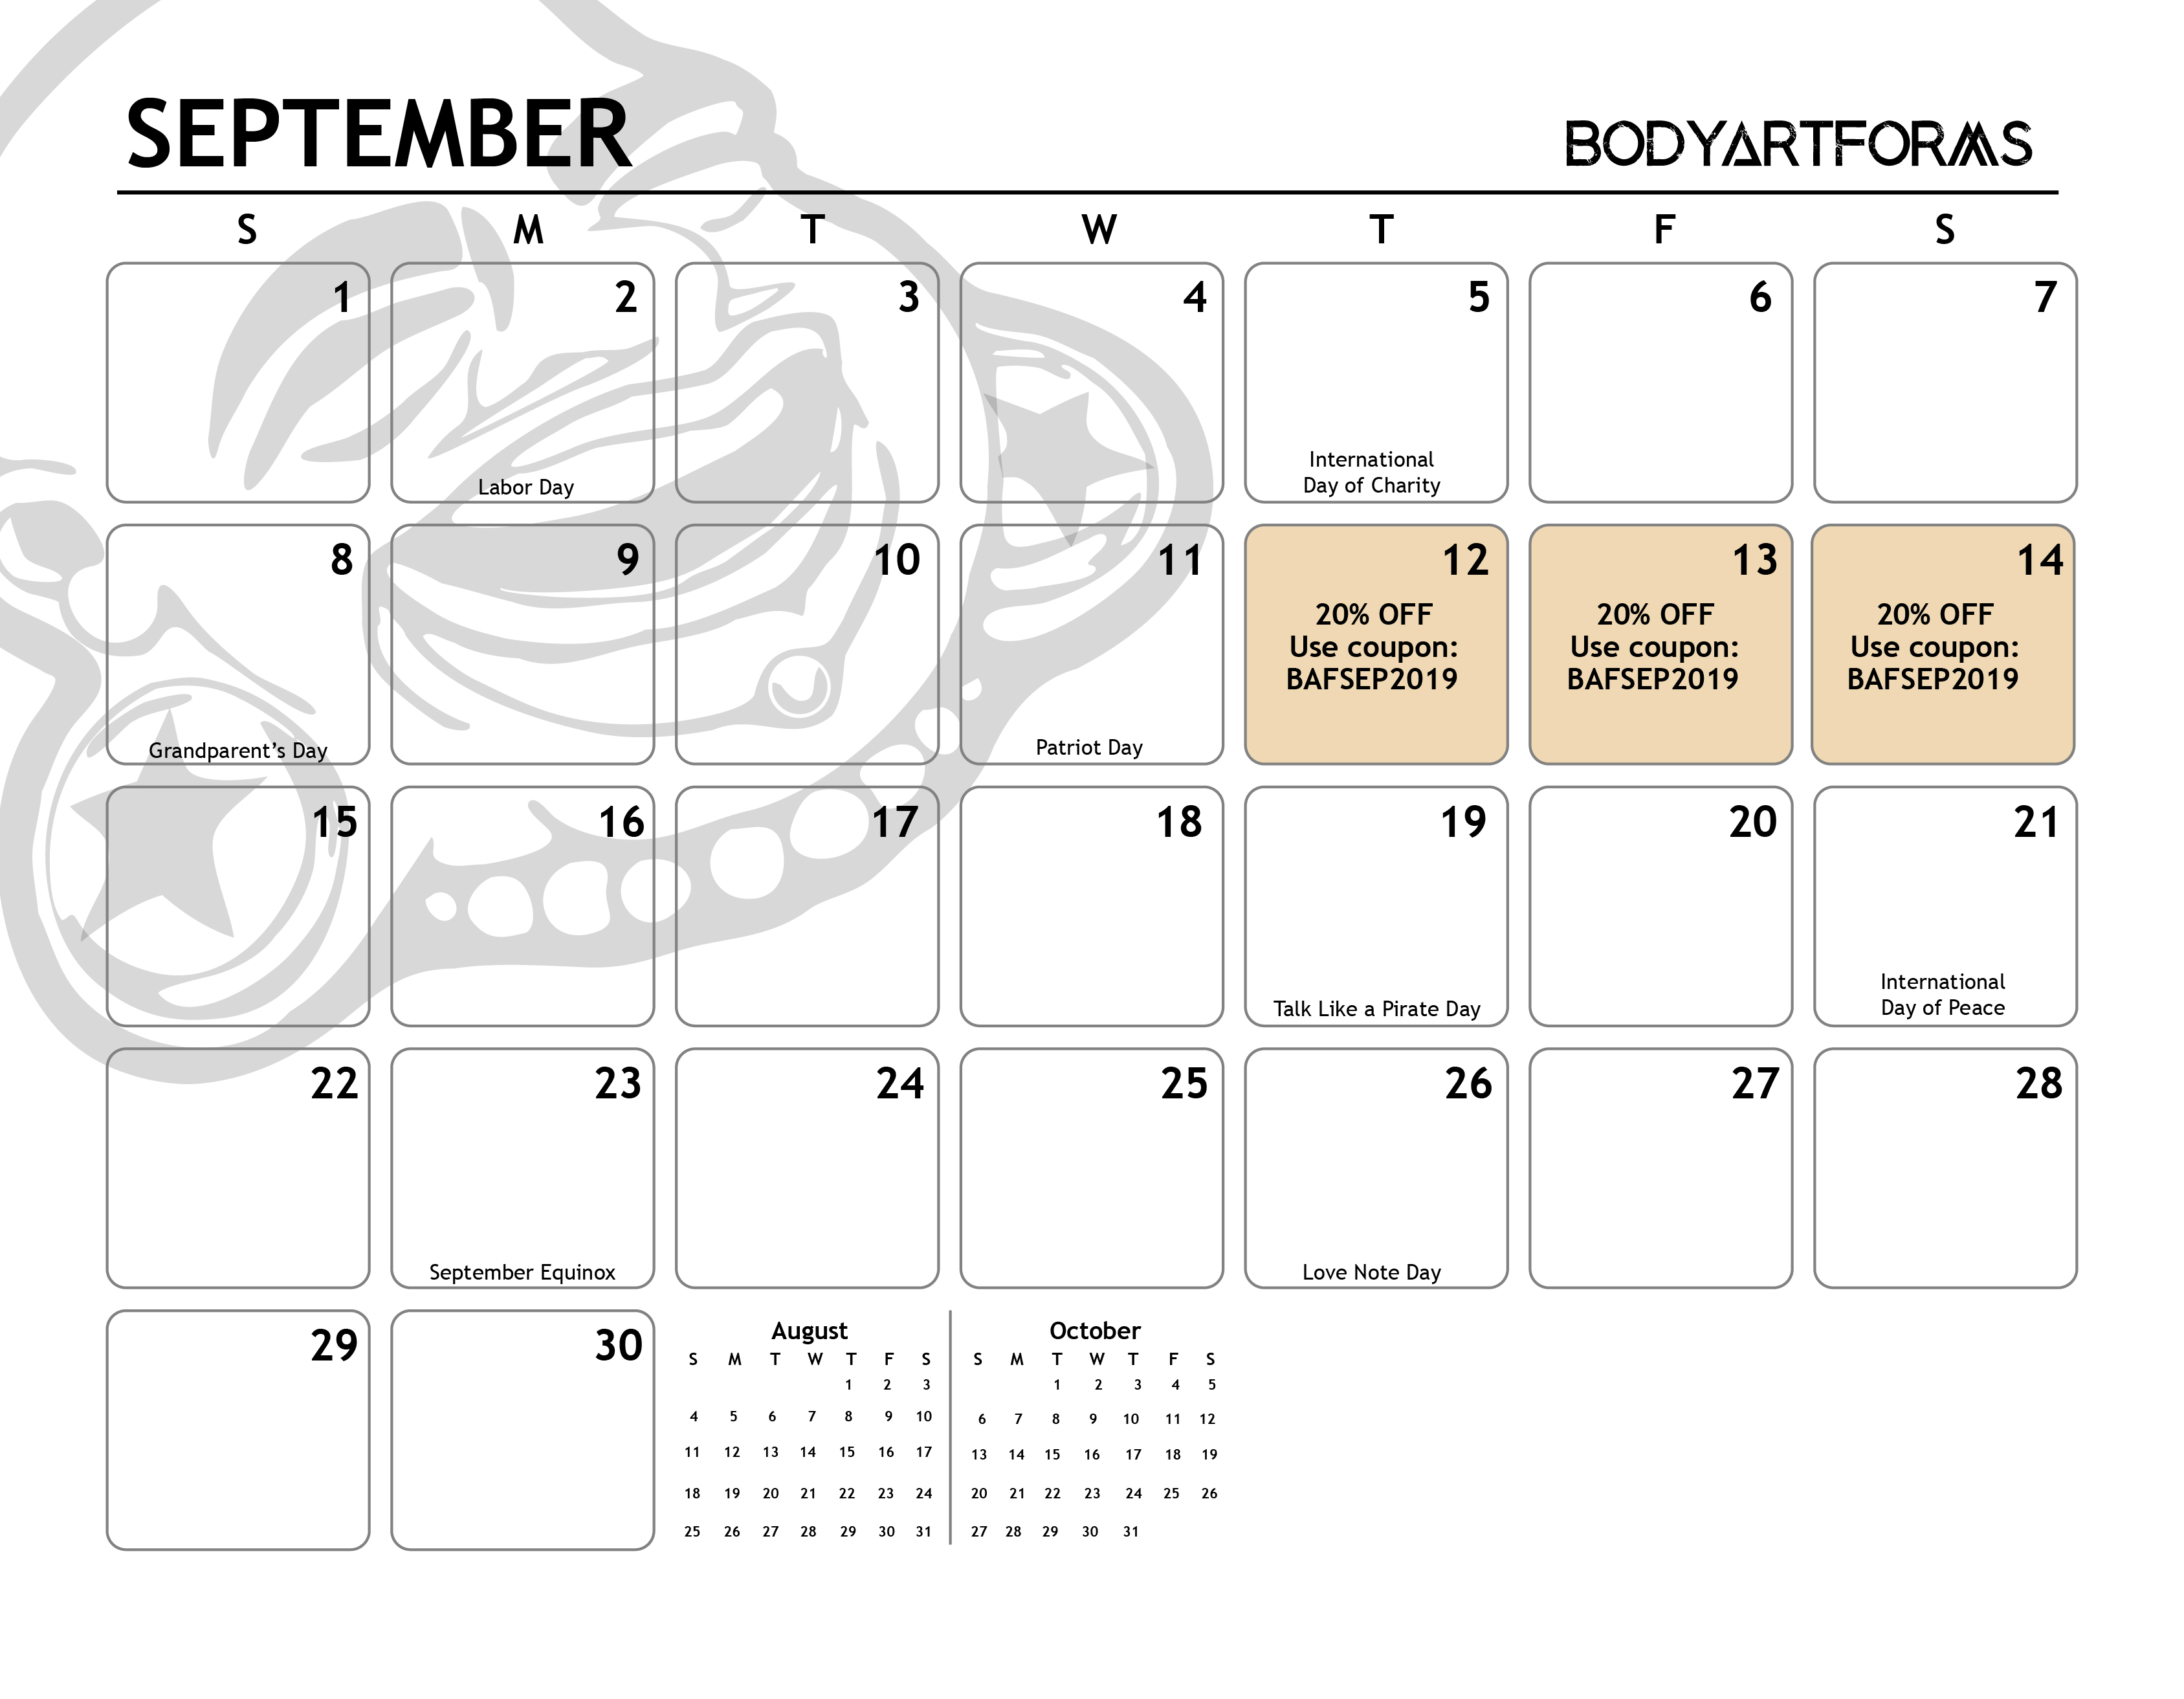 SEPTEMBER
BODYARTFORMS
S M T W T F S
1 2 3 4 5 6 7
Labor Day
International
Day of Charity
8 9 10 11 12 13 14
20% OFF
Use coupon:
BAFSEP2019
20% OFF
Use coupon:
BAFSEP2019
20% OFF
Use coupon:
BAFSEP2019
Grandparent’s Day
Patriot Day
15 16 17 18 19 20 21
Talk Like a Pirate Day
International
Day of Peace
22 23 24 25 26 27 28
September Equinox
Love Note Day
29 30
August
S M T W T F S
1 2 3
4 5 6 7 8 9 10
11 12 13 14 15 16 17
18 19 20 21 22 23 24
25 26 27 28 29 30 31
October
S M T W T F S
1 2 3 4 5
6 7 8 9 10 11 12
13 14 15 16 17 18 19
20 21 22 23 24 25 26
27 28 29 30 31